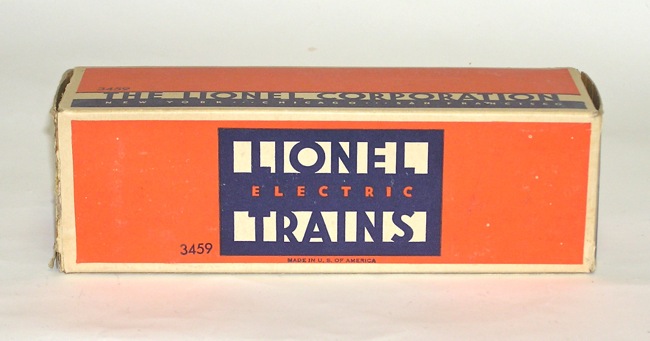 3459
THE LIONEL CORPORATION
NEW YORK CHICAGO SAN FRANCISCO
LIONEL
ELECTRIC
TRAINS
3459
MADE IN U. S. OF AMERICA